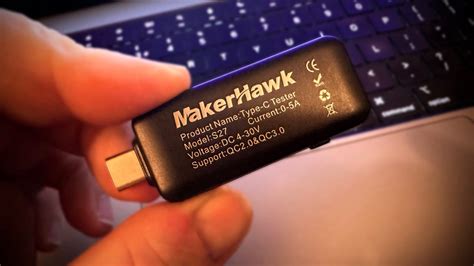 MakerHawk
Product Name:Type-C Tester
Model:S27
Current:0-5A
Voltage:DC 4-30V
Support:QC2.0&QC3.0